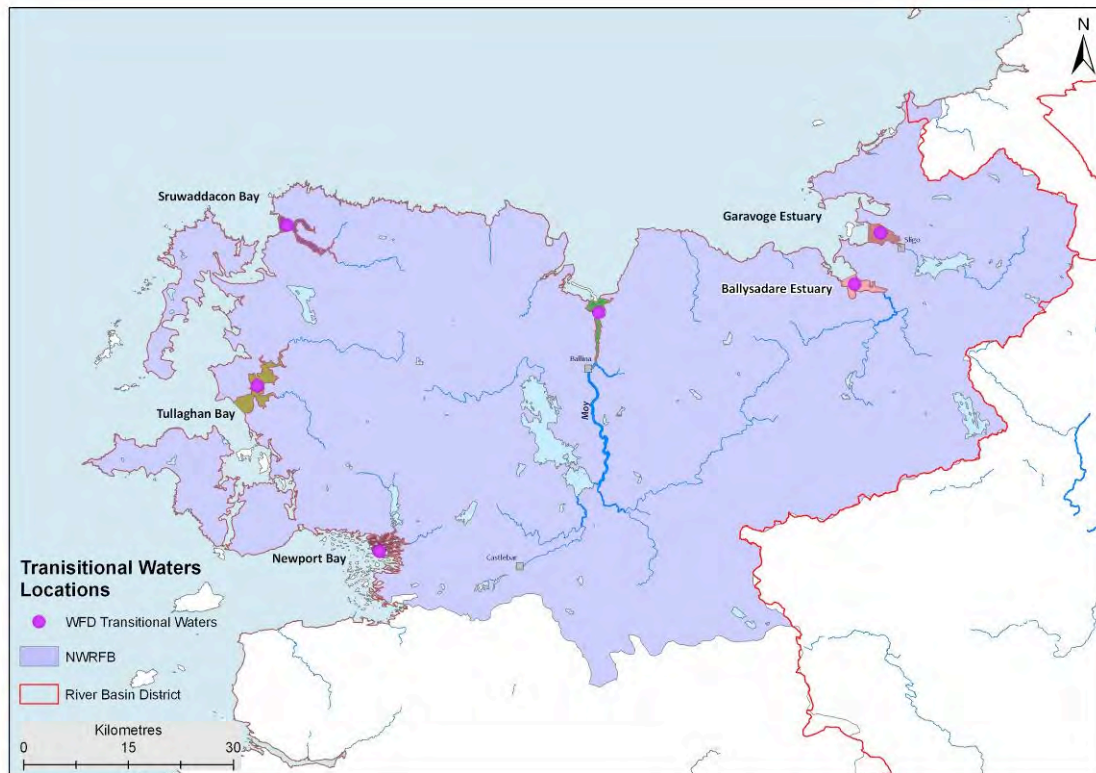 N
Sruwaddacon Bay
Garavoge Estuary
Sligo
Ballysadare Estuary
Ballina
Moy
Tullaghan Bay
Castlebar
Newport Bay
Tranisitional Waters
Locations
WFD Transitional Waters
NWRFB
River Basin District
Kilometres
0 15 30